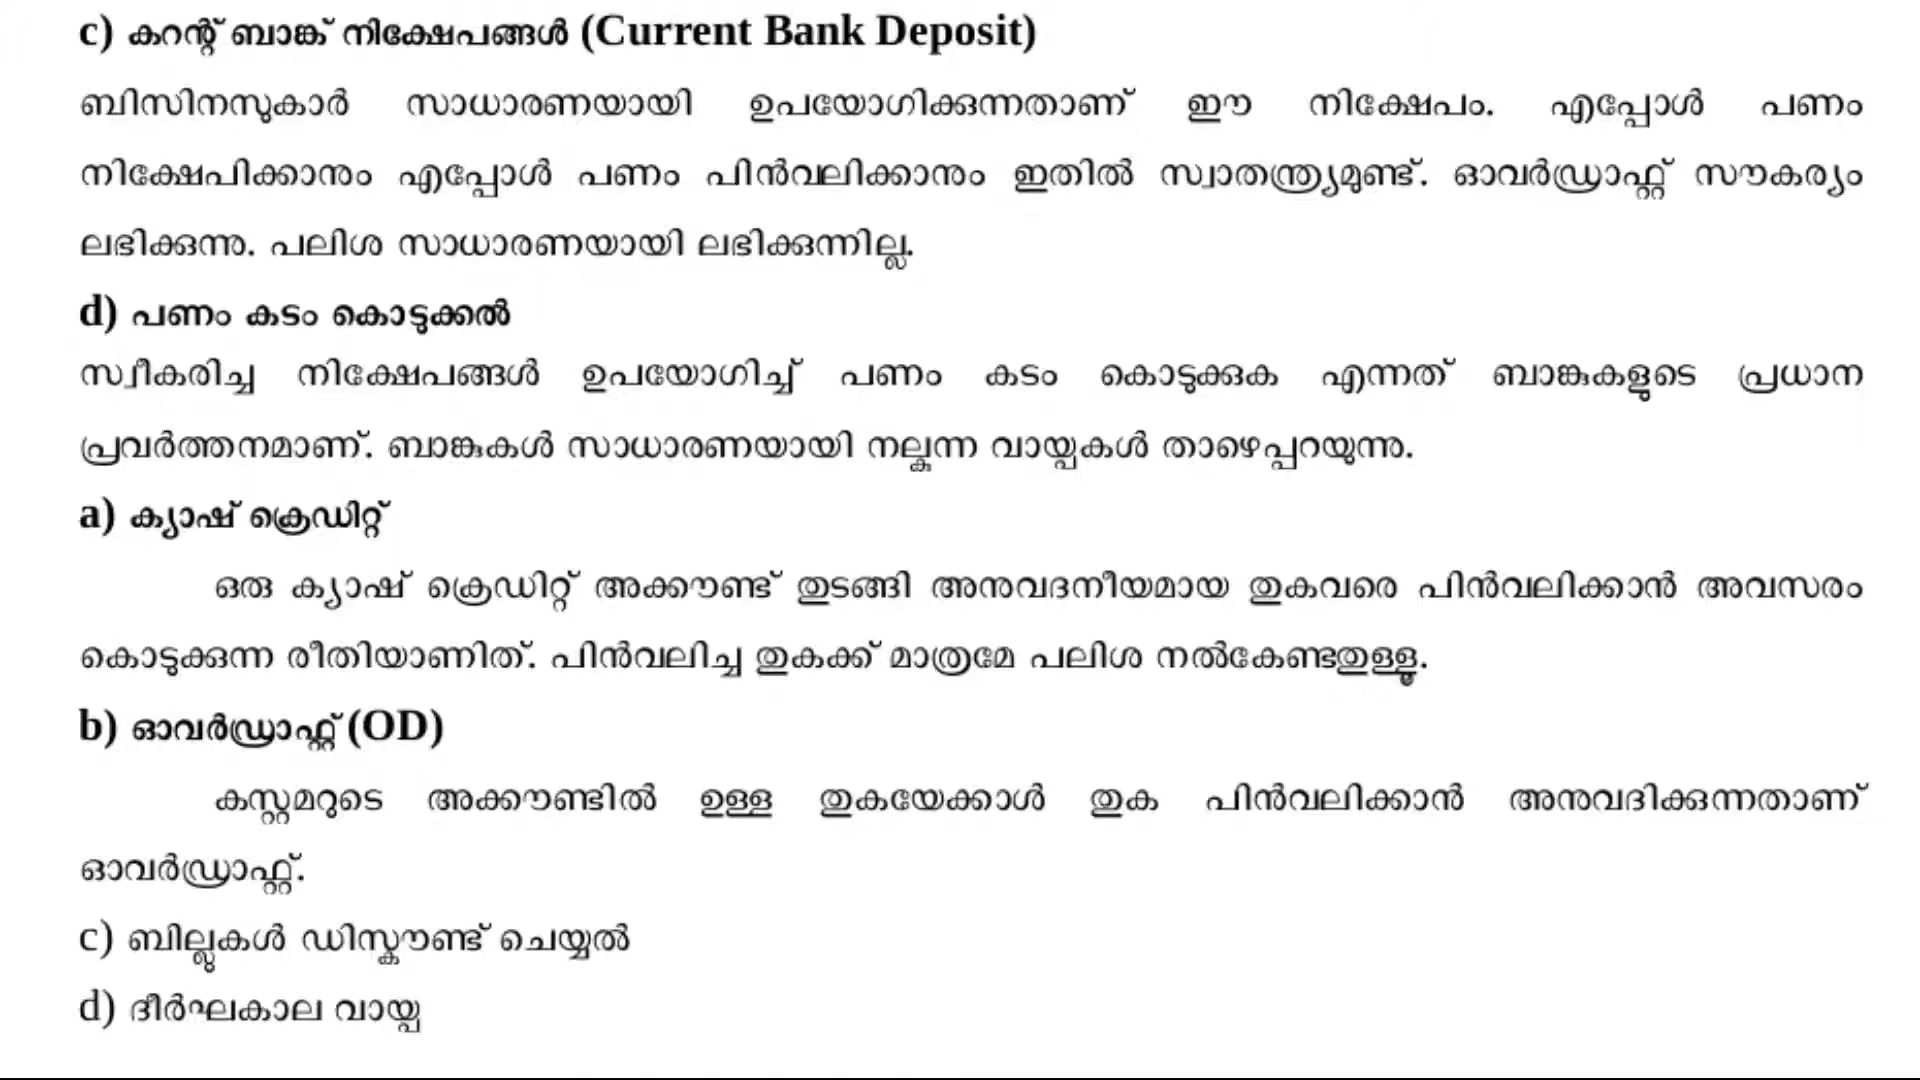 c) കറന്റ് ബാങ്ക് നിക്ഷേപങ്ങൾ (Current Bank Deposit)
ബിസിനസുകാർ സാധാരണയായി ഉപയോഗിക്കുന്നതാണ് ഈ നിക്ഷേപം. എപ്പോൾ പണം
നിക്ഷേപിക്കാനും എപ്പോൾ പണം പിൻവലിക്കാനും ഇതിൽ സ്വാതന്ത്ര്യമുണ്ട്. ഓവർഡ്രാഫ്റ്റ് സൗകര്യം
ലഭിക്കുന്നു. പലിശ സാധാരണയായി ലഭിക്കുന്നില്ല.
d) പണം കടം കൊടുക്കൽ
സ്വീകരിച്ച നിക്ഷേപങ്ങൾ ഉപയോഗിച്ച് പണം കടം കൊടുക്കുക എന്നത് ബാങ്കുകളുടെ പ്രധാന
പ്രവർത്തനമാണ്. ബാങ്കുകൾ സാധാരണയായി നല്കുന്ന വായ്പകൾ താഴെപ്പറയുന്നു.
a) ക്യാഷ് ക്രെഡിറ്റ്
ഒരു ക്യാഷ് ക്രെഡിറ്റ് അക്കൗണ്ട് തുടങ്ങി അനുവദനീയമായ തുകവരെ പിൻവലിക്കാൻ അവസരം
കൊടുക്കുന്ന രീതിയാണിത്. പിൻവലിച്ച തുകക്ക് മാത്രമേ പലിശ നൽകേണ്ടതുള്ളൂ.
b) ഓവർഡ്രാഫ്റ്റ് (OD)
കസ്റ്റമറുടെ അക്കൗണ്ടിൽ ഉള്ള തുകയേക്കാൾ തുക പിൻവലിക്കാൻ അനുവദിക്കുന്നതാണ്
ഓവർഡ്രാഫ്റ്റ്.
c) ബില്ലുകൾ ഡിസ്കൗണ്ട് ചെയ്യൽ
d) ദീർഘകാല വായ്പ